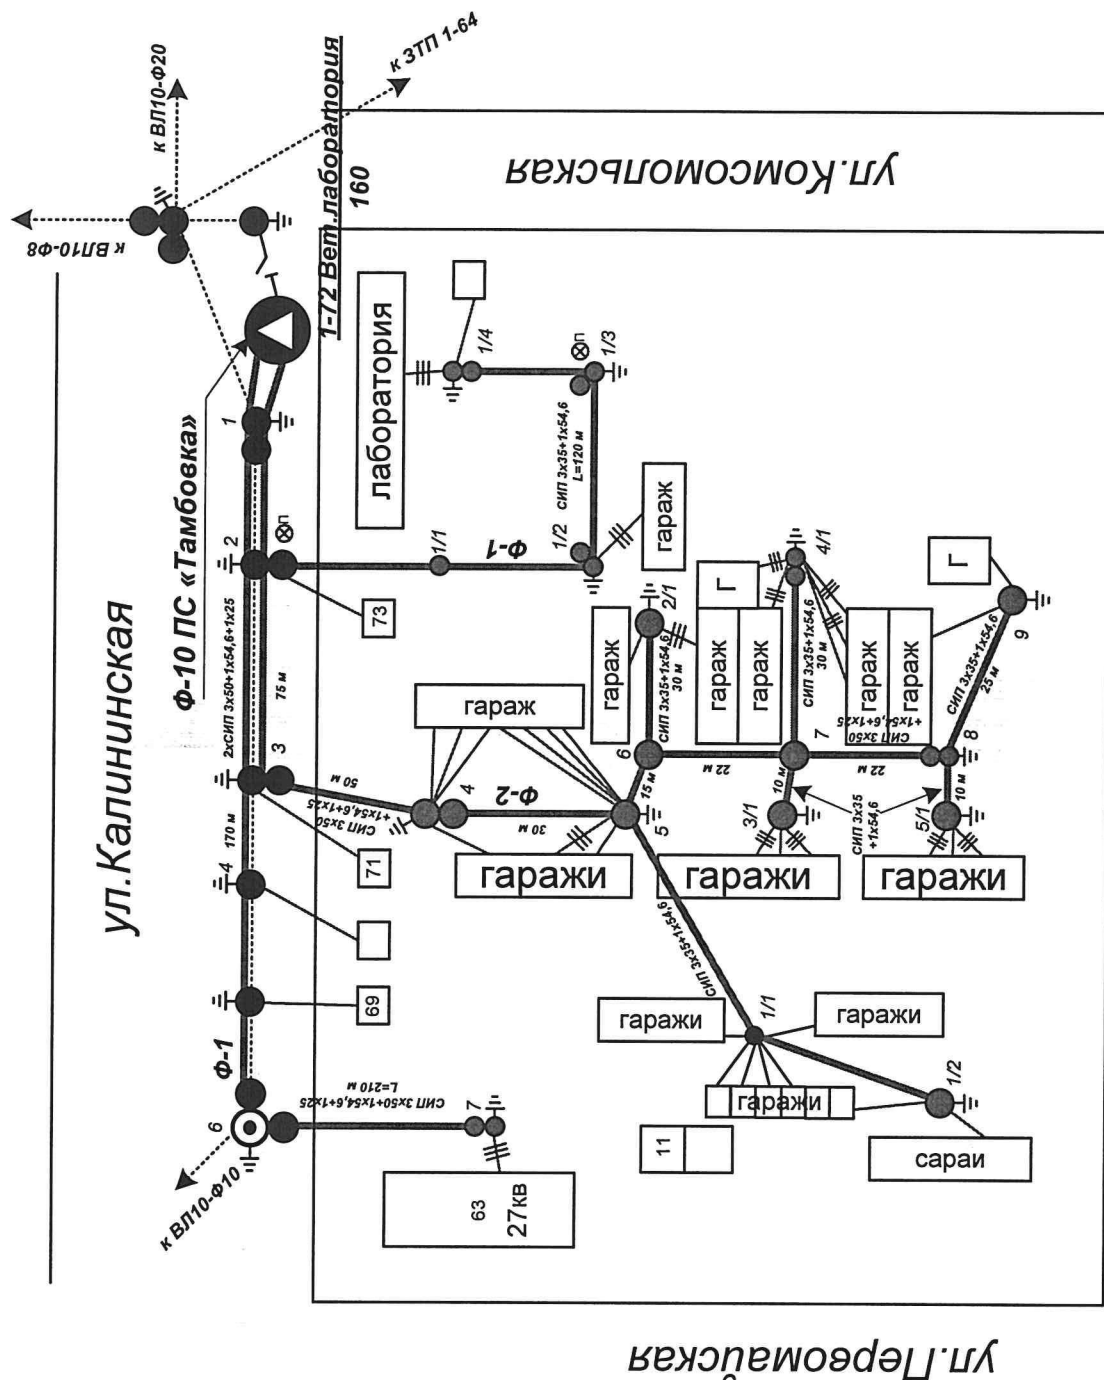 к ВЛ10-Ф20
к ЗТП 1-64
к ВЛ10-Ф8
1-72 Вет.лаборатория
160
ул.Комсомольская
ул.Калининская
Ф-10 ПС «Тамбовка»
1
2
п
2хСИП 3х50+1х54,6+1х25
75 м
3
170 м
4
Ф-1
6
к ВЛ10-Ф10
73
71
69
СИП 3х50+1х54,6+1х25
L=210 м
7
63
27кв
1/1
Ф-1
1/2
гараж
СИП 3х35+1х54,6
L=120 м
п
1/3
1/4
лаборатория
50 м
СИП 3х50
+1х54,6+1х25
4
гараж
Ф-2
30 м
5
гаражи
15 м
6
гараж
2/1
СИП 3х35+1х54,6
30 м
22 м
Г
гараж
гараж
4/1
СИП 3х35+1х54,6
30 м
7
10 м
3/1
гаражи
СИП 3х35
+1х54,6
22 м
СИП 3х50
+1х54,6+1х25
гараж
гараж
Г
9
СИП 3х35+1х54,6
25 м
8
10 м
5/1
гаражи
СИП 3х35+1х54,6
1/1
гаражи
гаражи
гаражи
11
1/2
сараи
ул.Первомайская